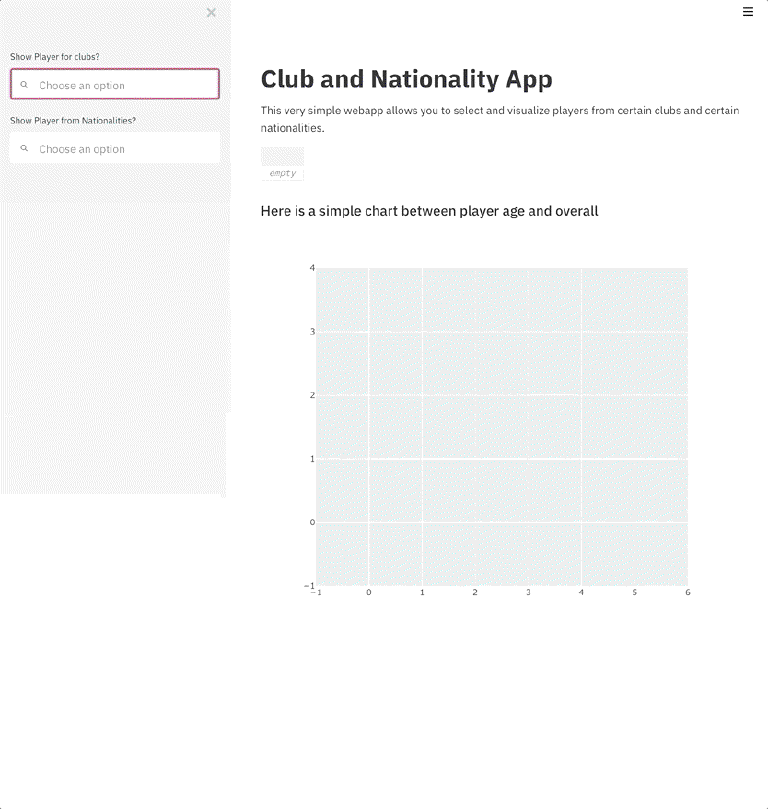 ×
Show Player for clubs?
Choose an option
Show Player from Nationalities?
Choose an option
Club and Nationality App
This very simple webapp allows you to select and visualize players from certain clubs and certain
nationalities.
empty
Here is a simple chart between player age and overall
4
3
2
1
0
−1
−1 0 1 2 3 4 5 6